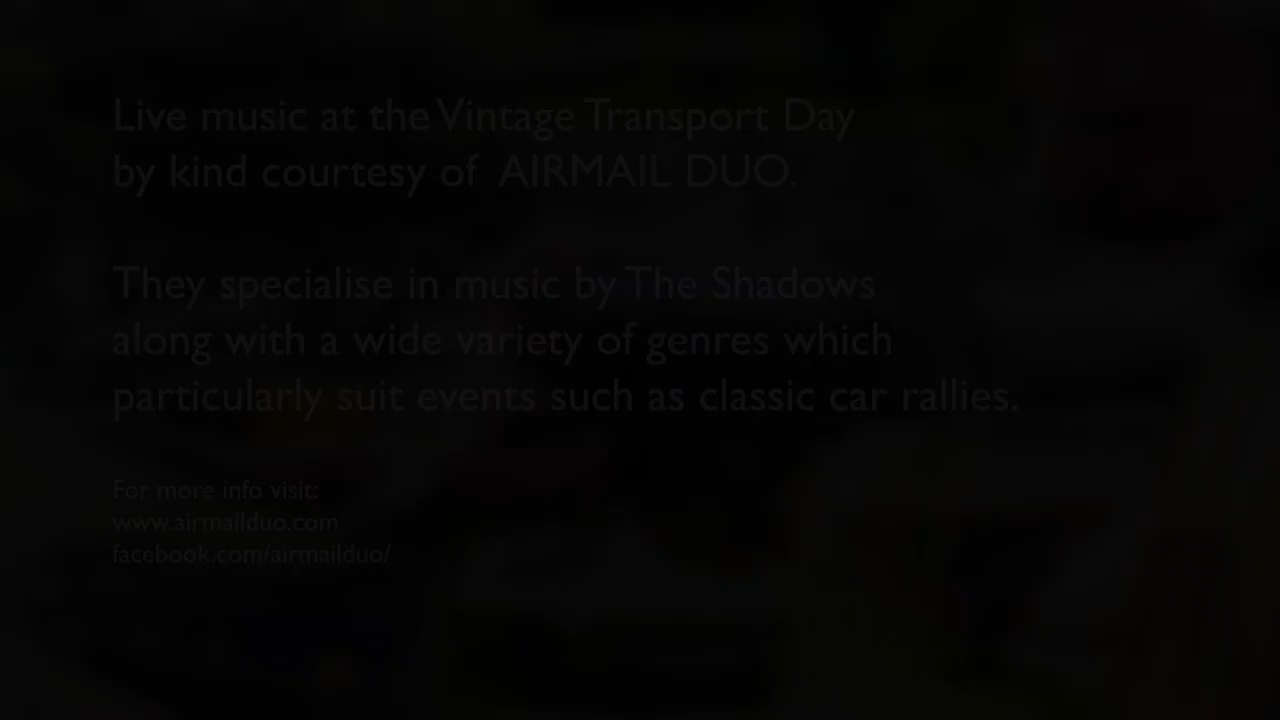 Live music at the Vintage Transport Day
by kind courtesy of AIRMAIL DUO.
They specialise in music by The Shadows
along with a wide variety of genres which
particularly suit events such as classic car rallies.
For more info visit:
www.airmailduo.com
facebook.com/airmailduo/